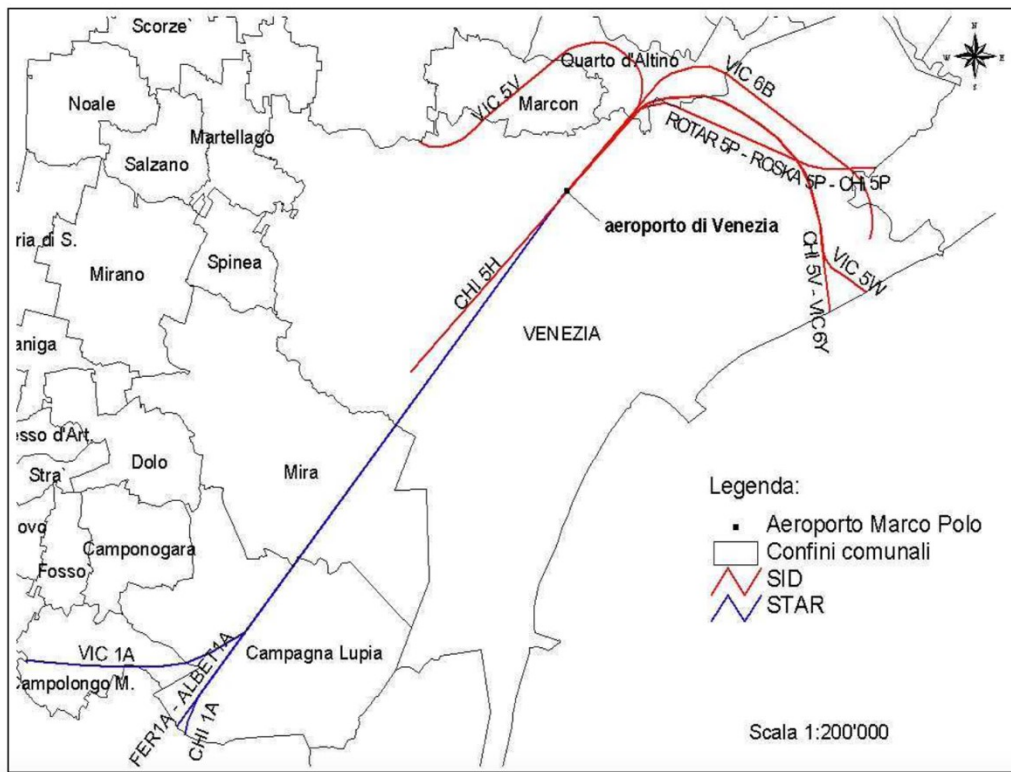 Scorze`
Quarto d'Altino
VIC 6B
Noale
VIC 5V
Marcon
Martellago
ROTAR 5P - ROSKA 5P - CHI 5P
Salzano
aeroporto di Venezia
ria di S.
Spinea
Mirano
CHI 5H
CHI 5V - VIC 6Y
VIC 5W
VENEZIA
aniga
esso d'Art.
Dolo
Stra`
Mira
Legenda:
Aeroporto Marco Polo
ovo
Camponogara
Confini comunali
Fosso`
SID
STAR
VIC 1A
Campagna Lupia
Campolongo M.
FER1A - ALBET1A
CHI 1A
Scala 1:200'000
N
W
E
S